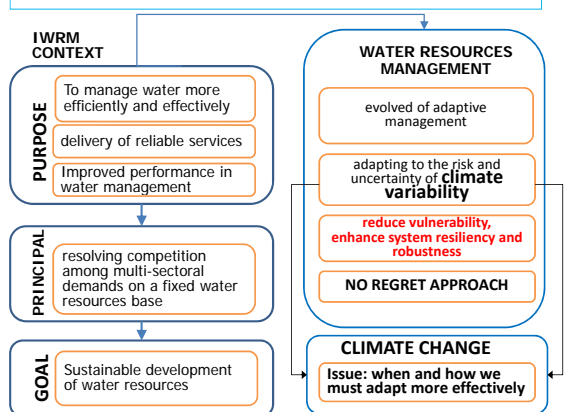 IWRM
CONTEXT
PURPOSE
To manage water more
efficiently and effectively
delivery of reliable services
Improved performance in
water management
PRINCIPAL
resolving competition
among multi-sectoral
demands on a fixed water
resources base
GOAL
Sustainable development
of water resources
WATER RESOURCES
MANAGEMENT
evolved of adaptive
management
adapting to the risk and
uncertainty of climate
variability
reduce vulnerability,
enhance system resiliency and
robustness
NO REGRET APPROACH
CLIMATE CHANGE
Issue: when and how we
must adapt more effectively